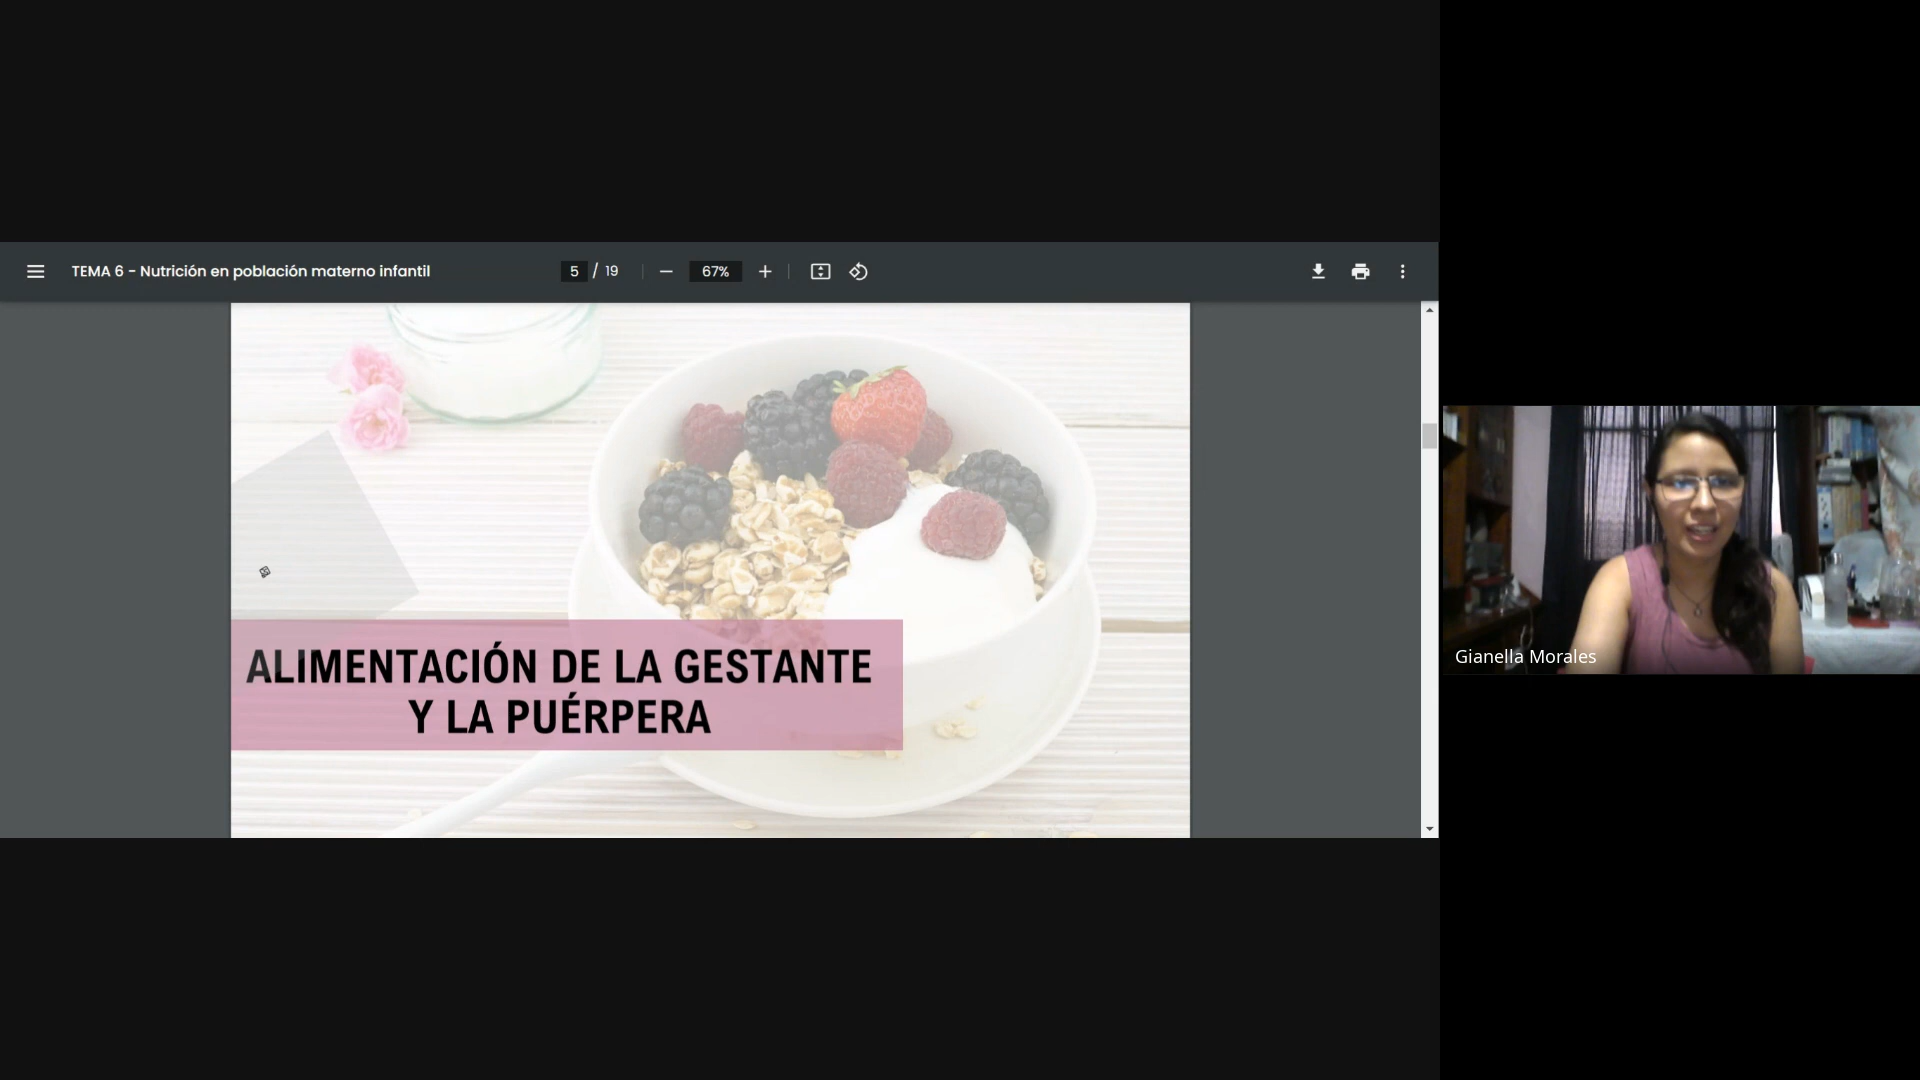 TEMA 6 - Nutrición en población materno infantil
5 / 19
67%
ALIMENTACIÓN DE LA GESTANTE
Y LA PUÉRPERA
Gianella Morales